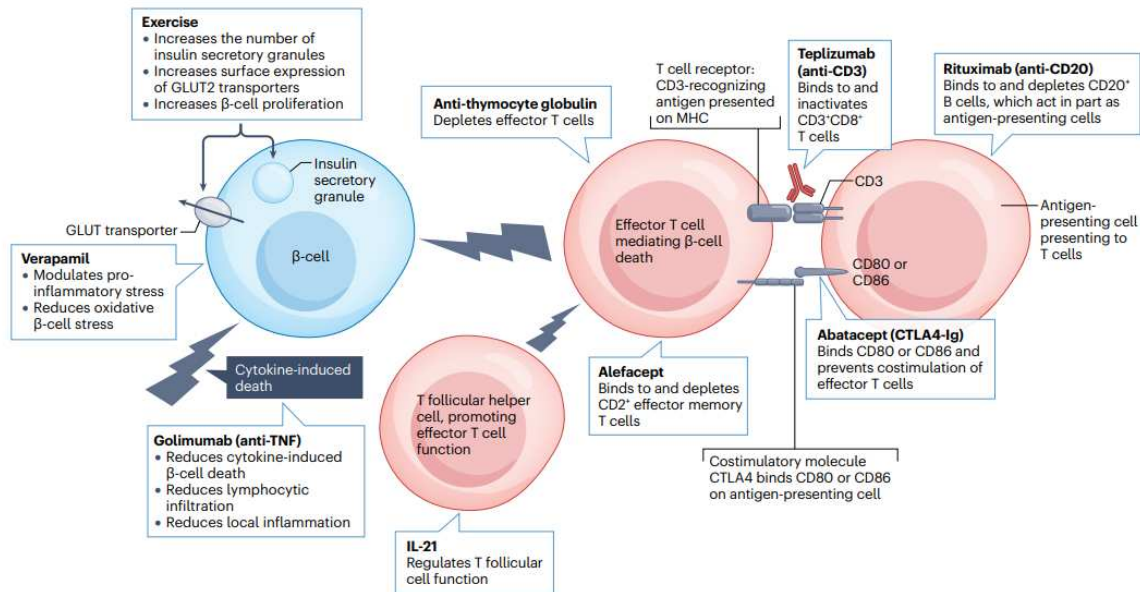 Exercise
• Increases the number of
insulin secretory granules
• Increases surface expression
of GLUT2 transporters
• Increases β-cell proliferation
Insulin
secretory
granule
GLUT transporter
β-cell
Verapamil
• Modulates pro-
inflammatory stress
• Reduces oxidative
β-cell stress
Cytokine-induced
death
Golimumab (anti-TNF)
• Reduces cytokine-induced
β-cell death
• Reduces lymphocytic
infiltration
• Reduces local inflammation
Anti-thymocyte globulin
Depletes effector T cells
T follicular helper
cell, promoting
effector T cell
function
IL-21
Regulates T follicular
cell function
T cell receptor:
CD3-recognizing
antigen presented
on MHC
Effector T cell
mediating β-cell
death
Alefacept
Binds to and depletes
CD2⁺ effector memory
T cells
Teplizumab
(anti-CD3)
Binds to and
inactivates
CD3⁺CD8⁺
T cells
CD3
CD80 or
CD86
Rituximab (anti-CD20)
Binds to and depletes CD20⁺
B cells, which act in part as
antigen-presenting cells
Antigen-
presenting cell
presenting to
T cells
Abatacept (CTLA4-Ig)
Binds CD80 or CD86 and
prevents costimulation of
effector T cells
Costimulatory molecule
CTLA4 binds CD80 or CD86
on antigen-presenting cell